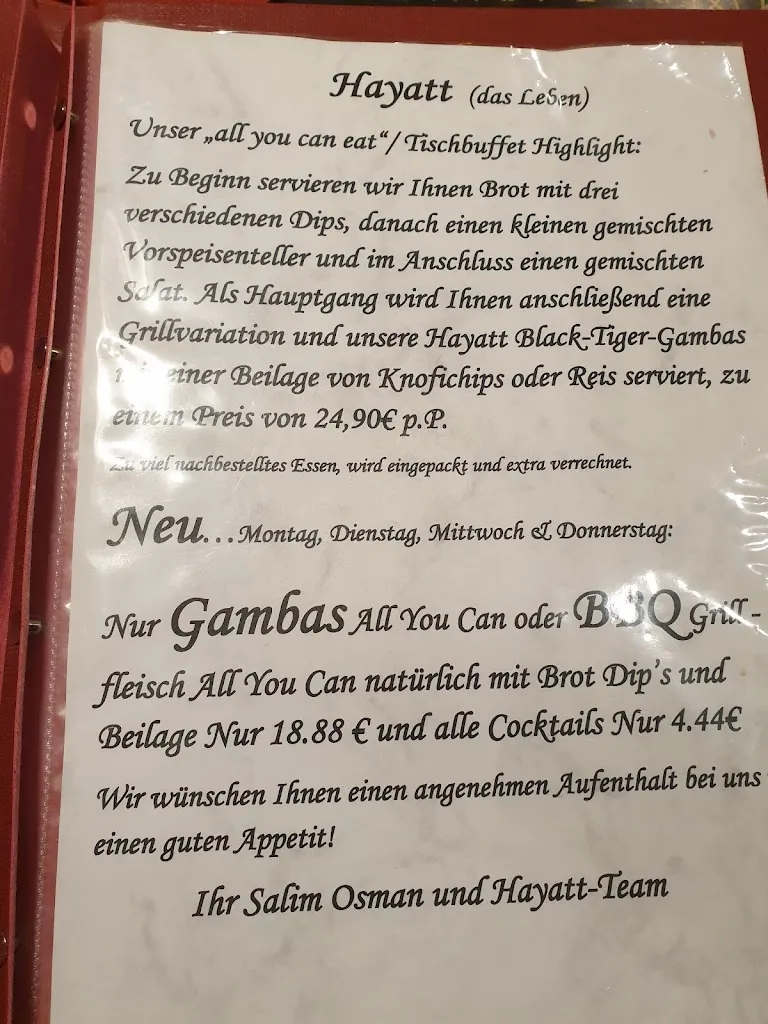 Hayatt (das Leben)
Unser „all you can eat“/ Tischbuffet Highlight:
Zu Beginn servieren wir Ihnen Brot mit drei
verschiedenen Dips, danach einen kleinen gemischten
Vorspeisenteller und im Anschluss einen gemischten
Salat. Als Hauptgang wird Ihnen anschließend eine
Grillvariation und unsere Hayatt Black-Tiger-Gambas
einer Beilage von Knofichips oder Reis serviert, zu
einem Preis von 24,90€ p.P.
Zu viel nachbestelltes Essen, wird eingepackt und extra verrechnet.
Neu...Montag, Dienstag, Mittwoch & Donnerstag:
Nur Gambas All You Can oder BBQ Grill-
fleisch All You Can natürlich mit Brot Dip's und
Beilage Nur 18.88 € und alle Cocktails Nur 4.44€
Wir wünschen Ihnen einen angenehmen Aufenthalt bei uns
einen guten Appetit!
Ihr Salim Osman und Hayatt-Team